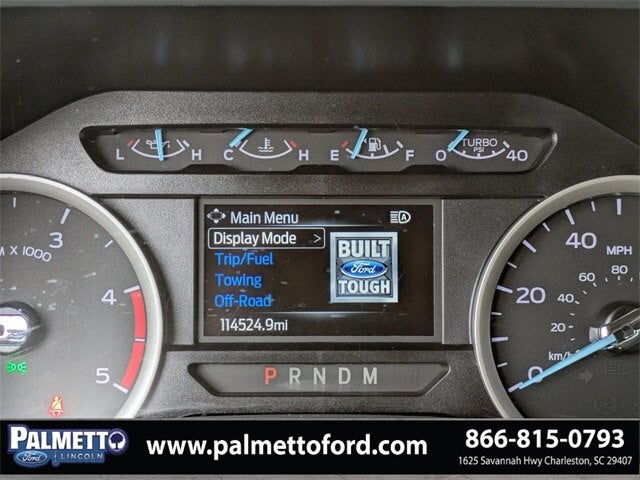 L H C H E F 0 TURBO PSI 40
Main Menu
Display Mode >
Trip/Fuel
Towing
Off-Road
114524.9mi
BUILT
Ford
TOUGH
M X 1000
3
4
5
40 MPH
60 80
20 40
20
0 km/h
P R N D M
PALMETTO
Ford LINCOLN
www.palmettoford.com
866-815-0793
1625 Savannah Hwy Charleston, SC 29407